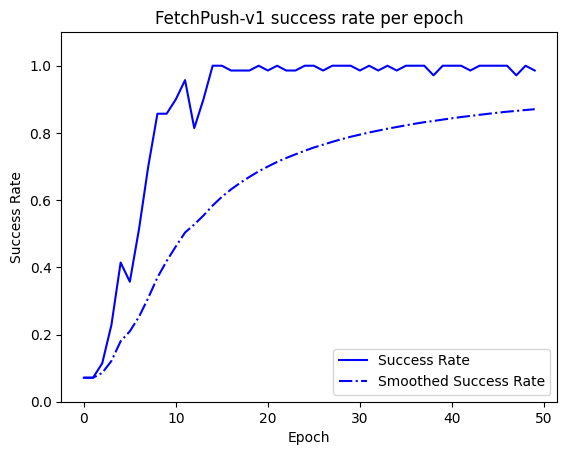 FetchPush-v1 success rate per epoch
1.0
0.8
0.6
0.4
0.2
0.0
Success Rate
Success Rate
Smoothed Success Rate
0
10
20
30
40
50
Epoch